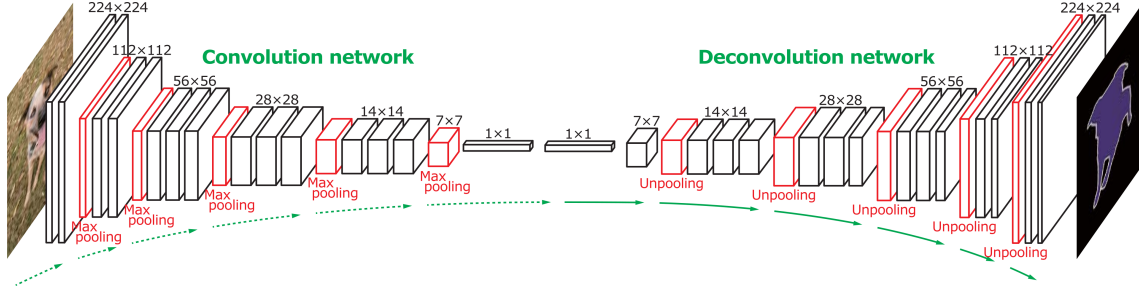 224×224
112×112
Convolution network
56×56
28×28
14×14
7×7
1×1
Max
pooling
Max
pooling
Max
pooling
Max
pooling
Max
pooling
224×224
Deconvolution network
112×112
56×56
28×28
14×14
7×7
1×1
Unpooling
Unpooling
Unpooling
Unpooling
Unpooling